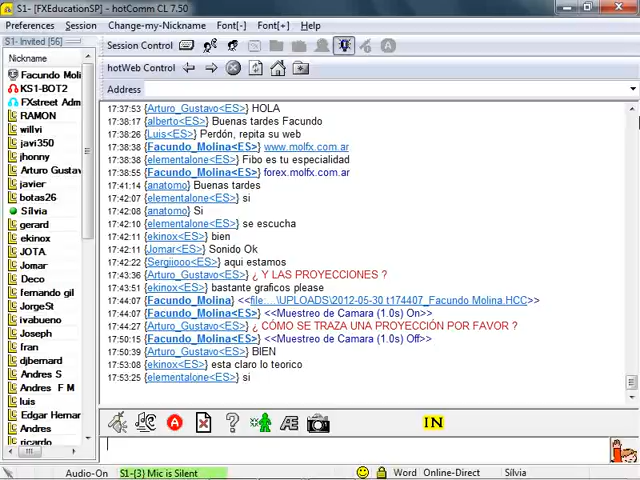 S1- [FXEducationSP] - hotComm CL 7.50
Preferences Session Change-my-Nickname Font[-] Font[+] Help
S1- Invited [56]
Nickname
Facundo Moli
KS1-BOT2
FXstreet Adm
RAMON
willvi
javi350
jhonny
Arturo Gustav
javier
botas26
Silvia
gerard
ekinox
JOTA
Jomar
Deco
fernando gil
JorgeSt
ivabueno
Joseph
fran
djbernard
Andres S
Andres F M
luis
Edgar Hernar
Andres
ricardo
Session Control
hotWeb Control
Address
17:37:53 {Arturo_Gustavo<ES>} HOLA
17:38:17 {alberto<ES>} Buenas tardes Facundo
17:38:26 {Luis<ES>} Perdón, repita su web
17:38:38 {Facundo_Molina<ES>} www.molfx.com.ar
17:38:38 {elementalone<ES>} Fibo es tu especialidad
17:38:55 {Facundo_Molina<ES>} forex.molfx.com.ar
17:41:14 {anatomo} Buenas tardes
17:42:07 {elementalone<ES>} si
17:42:08 {anatomo} Si
17:42:10 {elementalone<ES>} se escucha
17:42:11 {ekinox<ES>} bien
17:42:11 {Jomar<ES>} Sonido Ok
17:42:22 {Sergiiooo<ES>} aqui estamos
17:43:36 {Arturo_Gustavo<ES>} ¿ Y LAS PROYECCIONES ?
17:43:51 {ekinox<ES>} bastante graficos please
17:44:07 {Facundo_Molina} <<file:...\UPLOADS\2012-05-30 t174407_Facundo Molina.HCC>>
17:44:07 {Facundo_Molina<ES>} <<Muestreo de Camara (1.0s) On>>
17:44:27 {Arturo_Gustavo<ES>} ¿ CÓMO SE TRAZA UNA PROYECCIÓN POR FAVOR ?
17:50:15 {Facundo_Molina<ES>} <<Muestreo de Camara (1.0s) Off>>
17:50:39 {Arturo_Gustavo<ES>} BIEN
17:53:08 {ekinox<ES>} esta claro lo teorico
17:53:25 {elementalone<ES>} si
IN
Audio-On S1-{3} Mic is Silent Word Online-Direct Sílvia